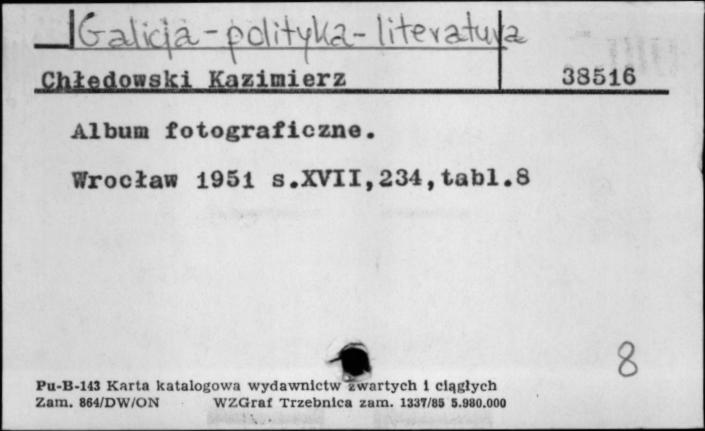 Galicja - polityka - literatura
Chłedowski Kazimierz 38516
Album fotograficzne.
Wrocław 1951 s.XVII,234,tabl.8
8
Pu-B-143 Karta katalogowa wydawnictw zwartych i ciągłych
Zam. 864/DW/ON WZGraf Trzebnica zam. 1337/85 5.980.000